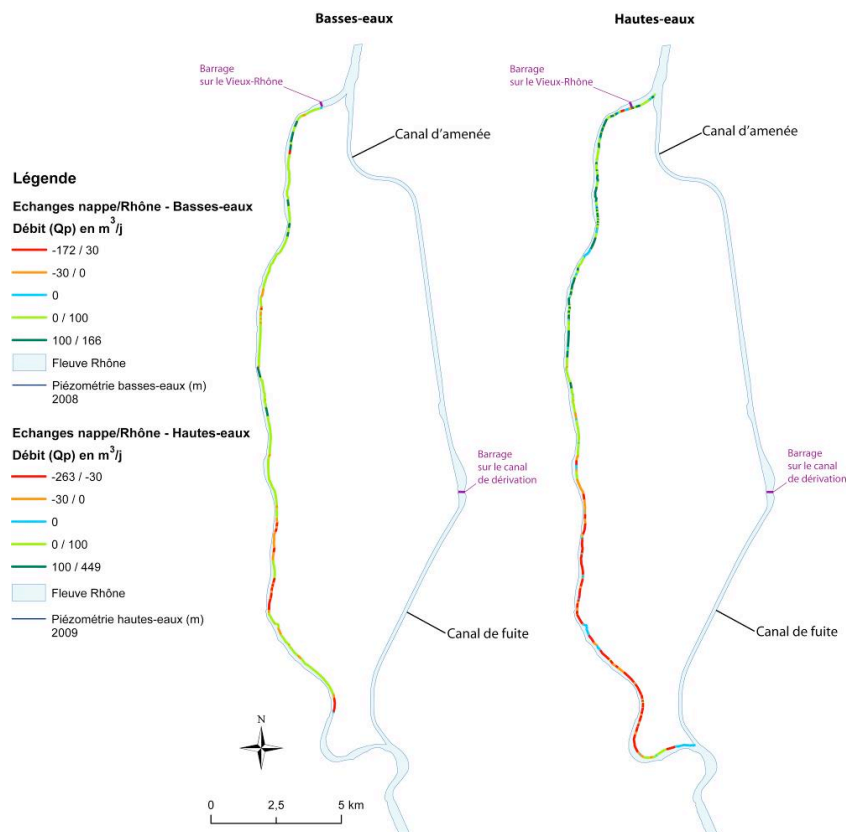 Basses-eaux
Hautes-eaux
Barrage
sur le Vieux-Rhône
Canal d'amenée
Barrage
sur le Vieux-Rhône
Canal d'amenée
Légende
Echanges nappe/Rhône - Basses-eaux
Débit (Qp) en m³/j
-172 / 30
-30 / 0
0
0 / 100
100 / 166
Fleuve Rhône
Piézométrie basses-eaux (m)
2008
Echanges nappe/Rhône - Hautes-eaux
Débit (Qp) en m³/j
-263 / -30
-30 / 0
0
0 / 100
100 / 449
Fleuve Rhône
Piézométrie hautes-eaux (m)
2009
Barrage
sur le canal
de dérivation
Barrage
sur le canal
de dérivation
Canal de fuite
Canal de fuite
N
0 2,5 5 km